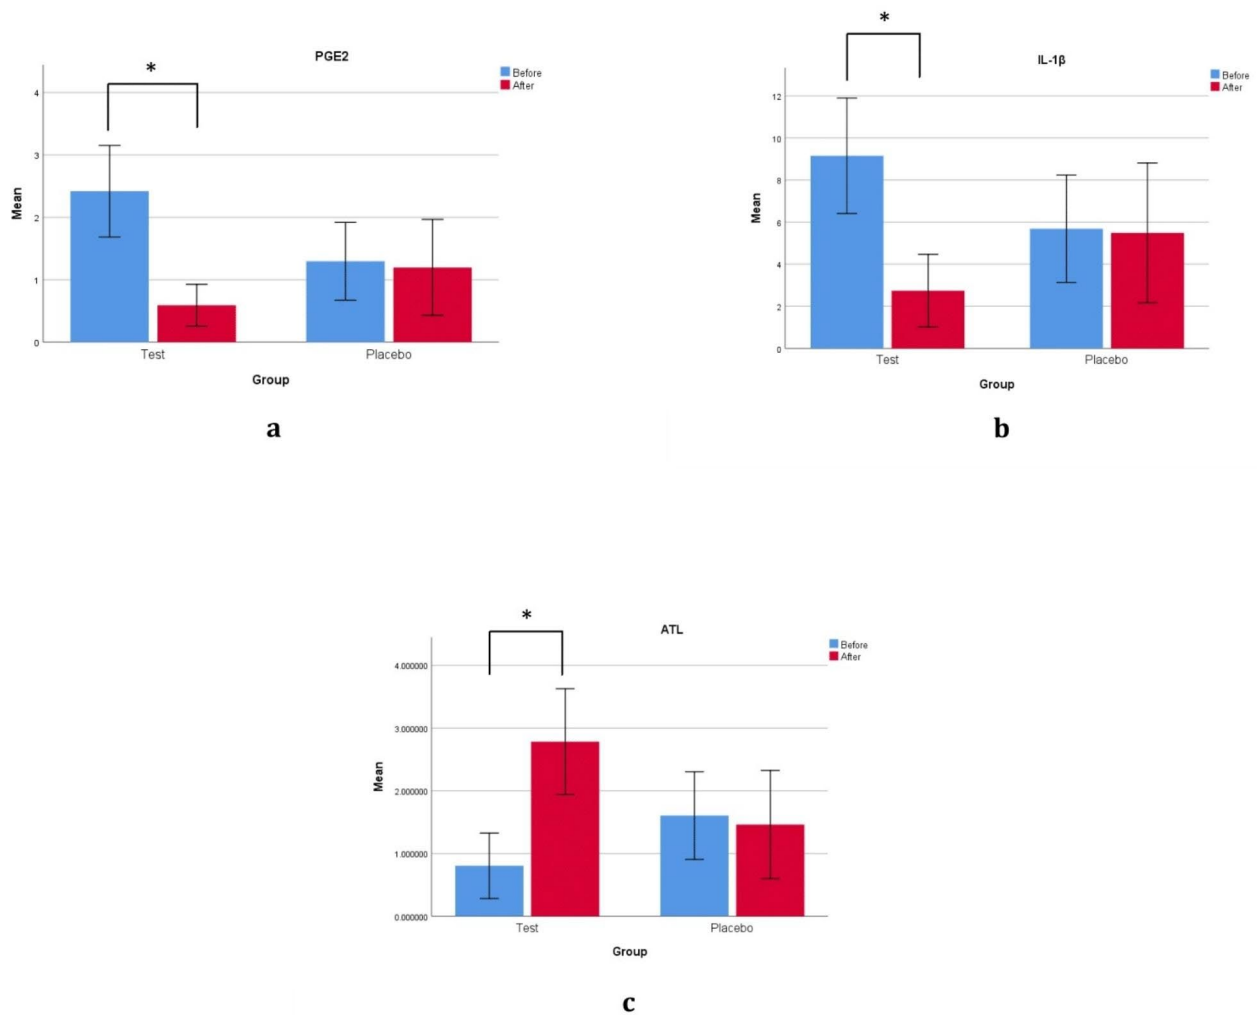 *
PGE2
Before
After
4
3
2
1
0
Mean
Test
Placebo
Group
a
*
IL-1β
Before
After
12
10
8
6
4
2
0
Mean
Test
Placebo
Group
b
*
ATL
Before
After
4.000000
3.000000
2.000000
1.000000
0.000000
Mean
Test
Placebo
Group
c